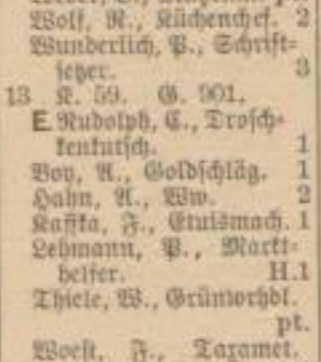 Wolf, R., Küchenchef. 2
Wunderlich, P., Schrift=
setzer. 3
13 K. 59. G. 901.
E Rudolph, C., Drosch=
kenkutsch. 1
Boy, A., Goldschläg. 1
Hahn, A., Ww. 2
Kaffka, F., Etuismach. 1
Lehmann, P., Markt=
helfer. H.1
Thiele, W., Grünwrhdl.
pt.
Woest, F., Taxamet.